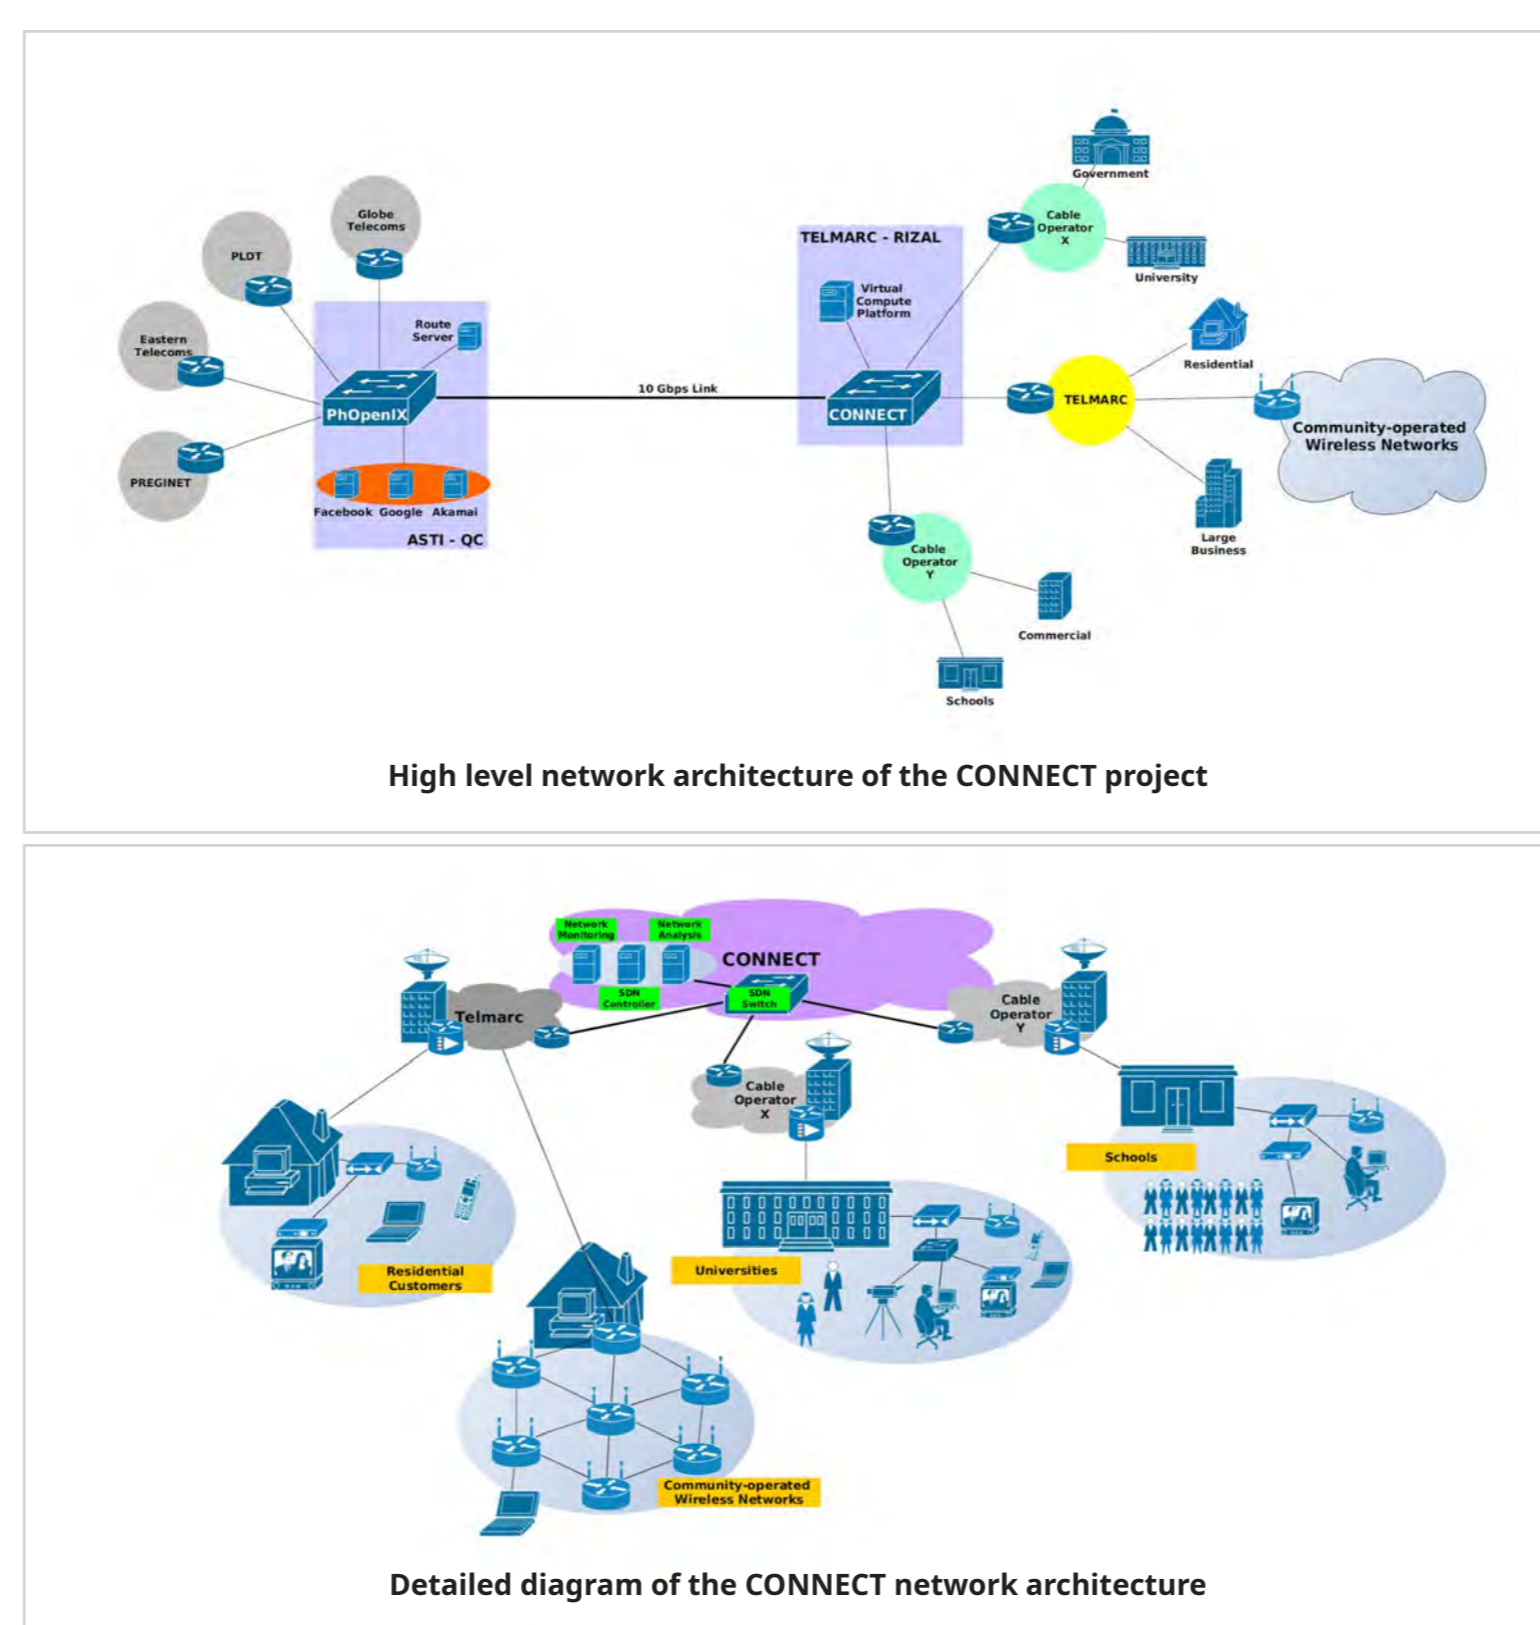 Government
Globe
Telecoms
Cable
Operator
X
PLDT
TELMARC - RIZAL
University
Virtual
Compute
Platform
Route
Server
Eastern
Telecoms
Residential
10 Gbps Link
PhOpenIX
CONNECT
TELMARC
Community-operated
Wireless Networks
PREGINET
Facebook Google Akamai
ASTI - QC
Large
Business
Cable
Operator
Y
Commercial
Schools
High level network architecture of the CONNECT project
Network
Monitoring
Network
Analysis
CONNECT
SDN
Controller
SDN
Switch
Telmarc
Cable
Operator
Y
Cable
Operator
X
Schools
Residential
Customers
Universities
Community-operated
Wireless Networks
Detailed diagram of the CONNECT network architecture